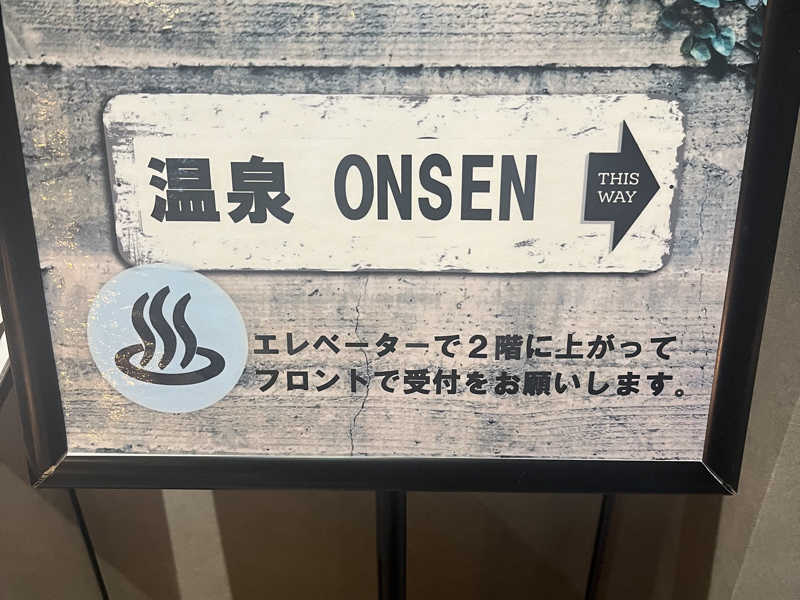 温泉 ONSEN
THIS
WAY
エレベーターで２階に上がって
フロントで受付をお願いします。